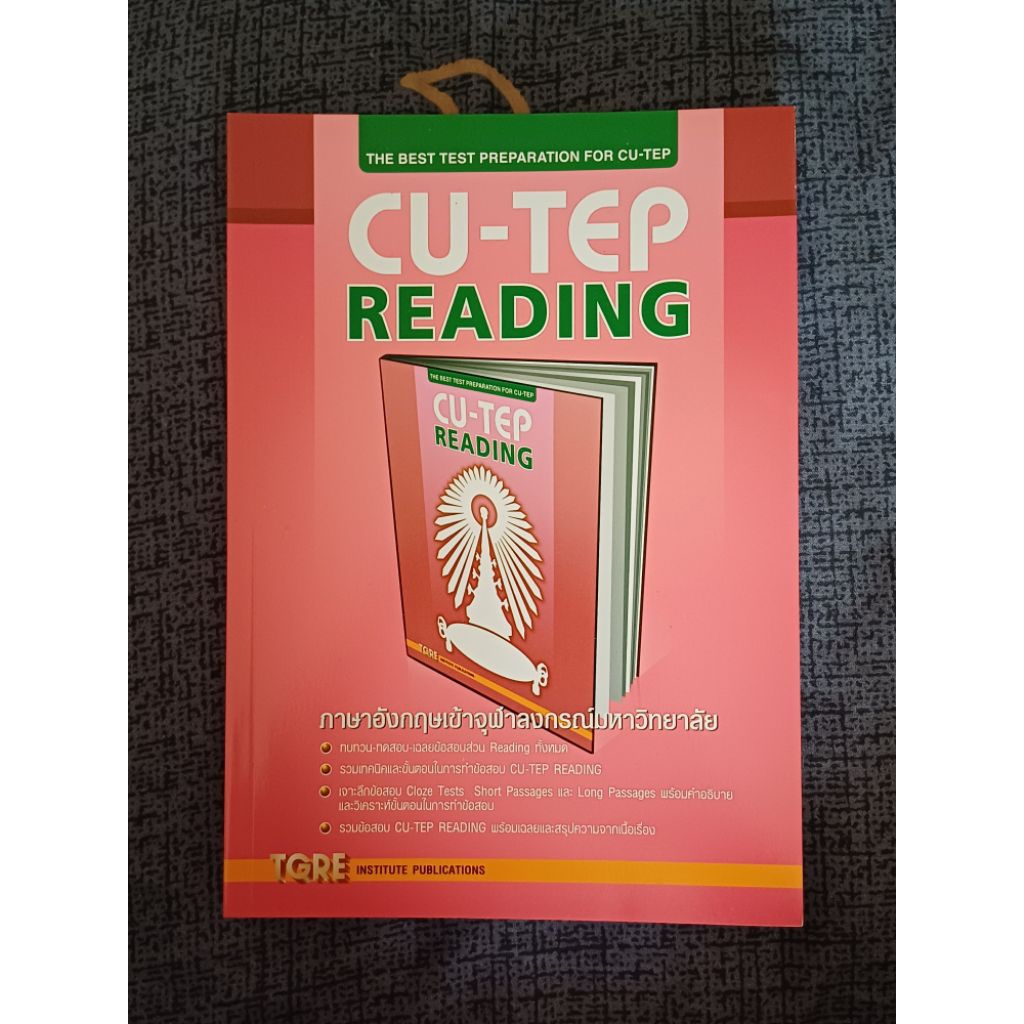 THE BEST TEST PREPARATION FOR CU-TEP
CU-TEP
READING
THE BEST TEST PREPARATION FOR CU-TEP
CU-TEP
READING
TGRE INSTITUTE PUBLICATIONS
ภาษาอังกฤษเข้าจุฬาลงกรณ์มหาวิทยาลัย
ทบทวน-ทดสอบ-เฉลยข้อสอบส่วน Reading ทั้งหมด
รวมเทคนิคและขั้นตอนในการทำข้อสอบ CU-TEP READING
เจาะลึกข้อสอบ Cloze Tests Short Passages และ Long Passages พร้อมคำอธิบาย
และวิเคราะห์ขั้นตอนในการทำข้อสอบ
รวมข้อสอบ CU-TEP READING พร้อมเฉลยและสรุปความจากเนื้อเรื่อง
TGRE INSTITUTE PUBLICATIONS